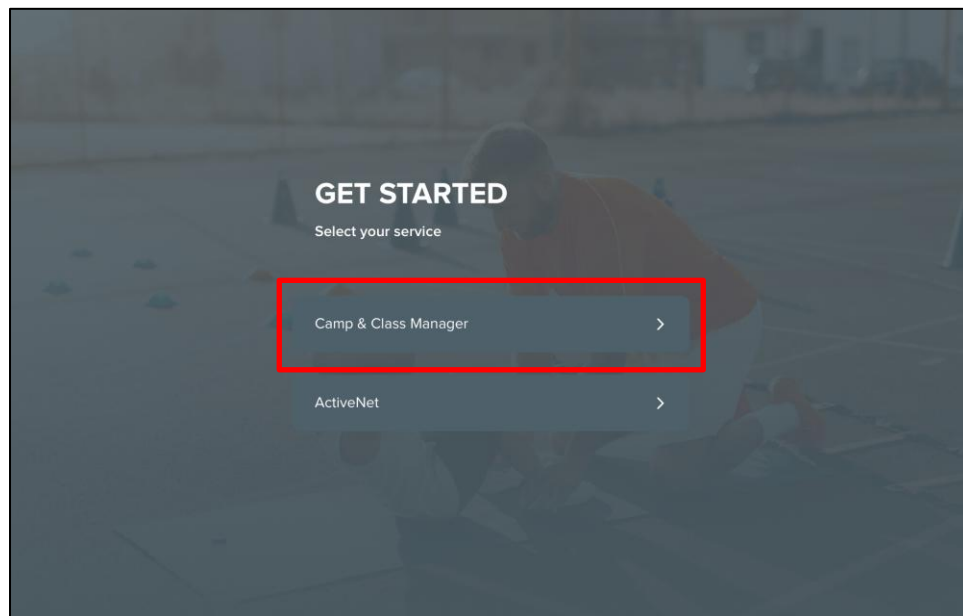 GET STARTED
Select your service
Camp & Class Manager
ActiveNet